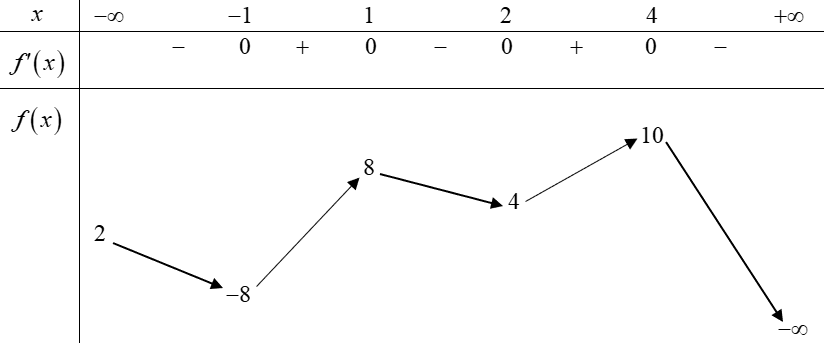 x −∞ −1 1 2 4 +∞
f′(x) − 0 + 0 − 0 + 0 −
f(x)
10
8
4
2
−8
−∞